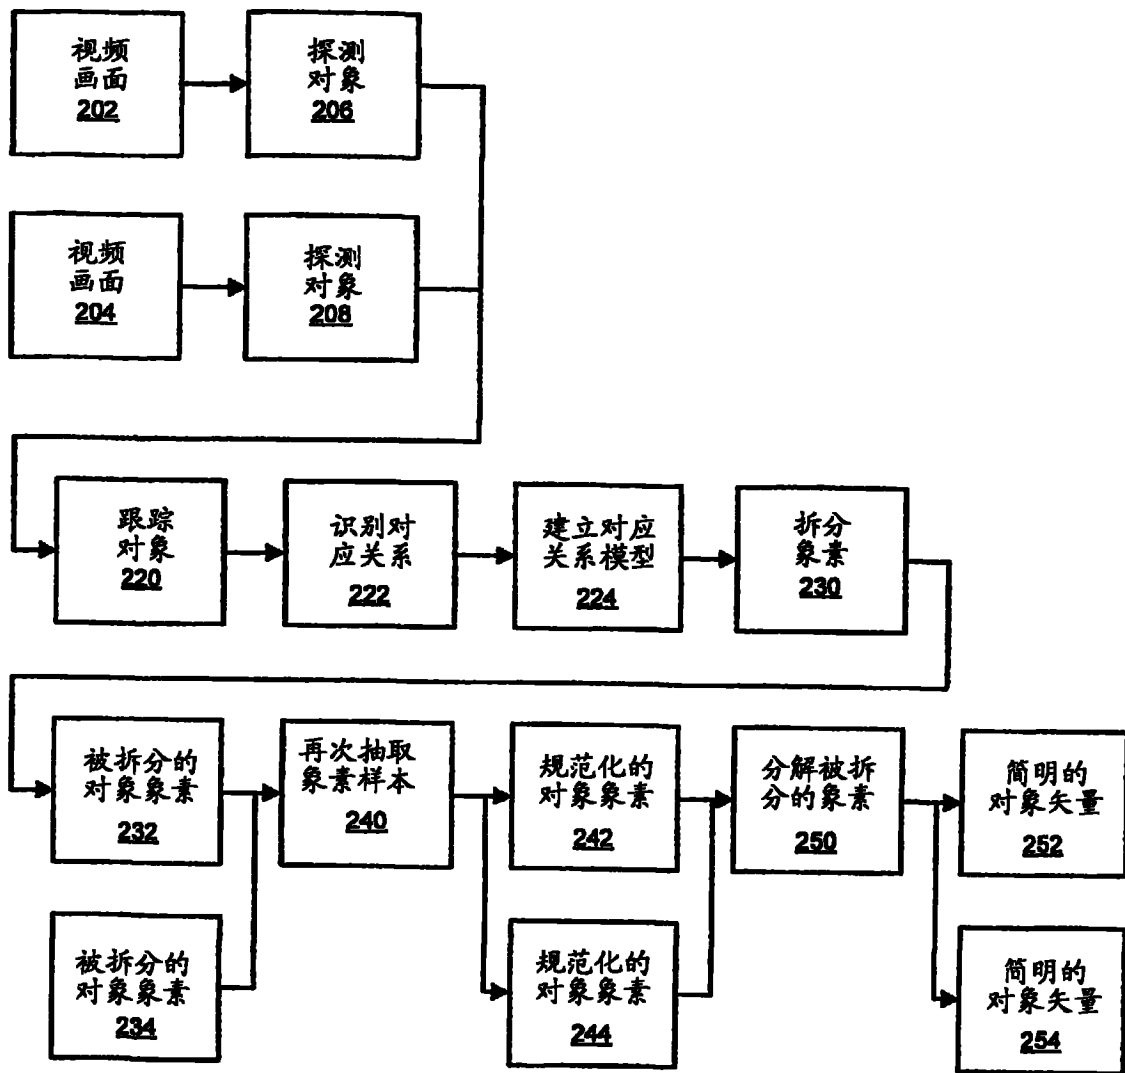 视频
画面
202
探测
对象
206
视频
画面
204
探测
对象
208
跟踪
对象
220
识别对
应关系
222
建立对应
关系模型
224
拆分
象素
230
被拆分的
对象象素
232
再次抽取
象素样本
240
规范化的
对象象素
242
分解被拆
分的象素
250
简明的
对象矢量
252
被拆分的
对象象素
234
规范化的
对象象素
244
简明的
对象矢量
254